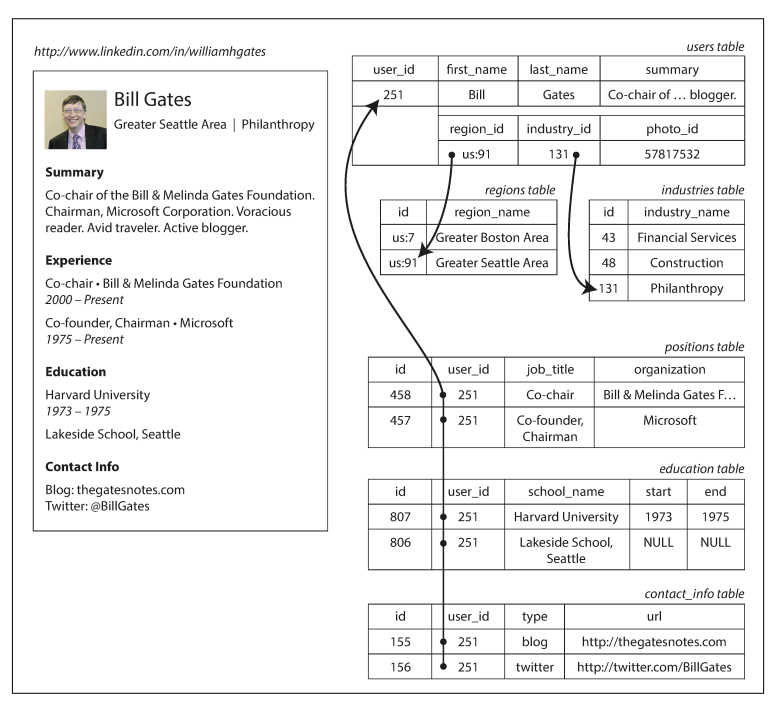 http://www.linkedin.com/in/williamhgates
Bill Gates
Greater Seattle Area | Philanthropy
Summary
Co-chair of the Bill & Melinda Gates Foundation.
Chairman, Microsoft Corporation. Voracious
reader. Avid traveler. Active blogger.
Experience
Co-chair • Bill & Melinda Gates Foundation
2000 – Present
Co-founder, Chairman • Microsoft
1975 – Present
Education
Harvard University
1973 – 1975
Lakeside School, Seattle
Contact Info
Blog: thegatesnotes.com
Twitter: @BillGates
users table
user_id first_name last_name summary
251 Bill Gates Co-chair of … blogger.
region_id industry_id photo_id
us:91 131 57817532
regions table
id region_name
us:7 Greater Boston Area
us:91 Greater Seattle Area
industries table
id industry_name
43 Financial Services
48 Construction
131 Philanthropy
positions table
id user_id job_title organization
458 251 Co-chair Bill & Melinda Gates F…
457 251 Co-founder, Microsoft
Chairman
education table
id user_id school_name start end
807 251 Harvard University 1973 1975
806 251 Lakeside School, NULL NULL
Seattle
contact_info table
id user_id type url
155 251 blog http://thegatesnotes.com
156 251 twitter http://twitter.com/BillGates